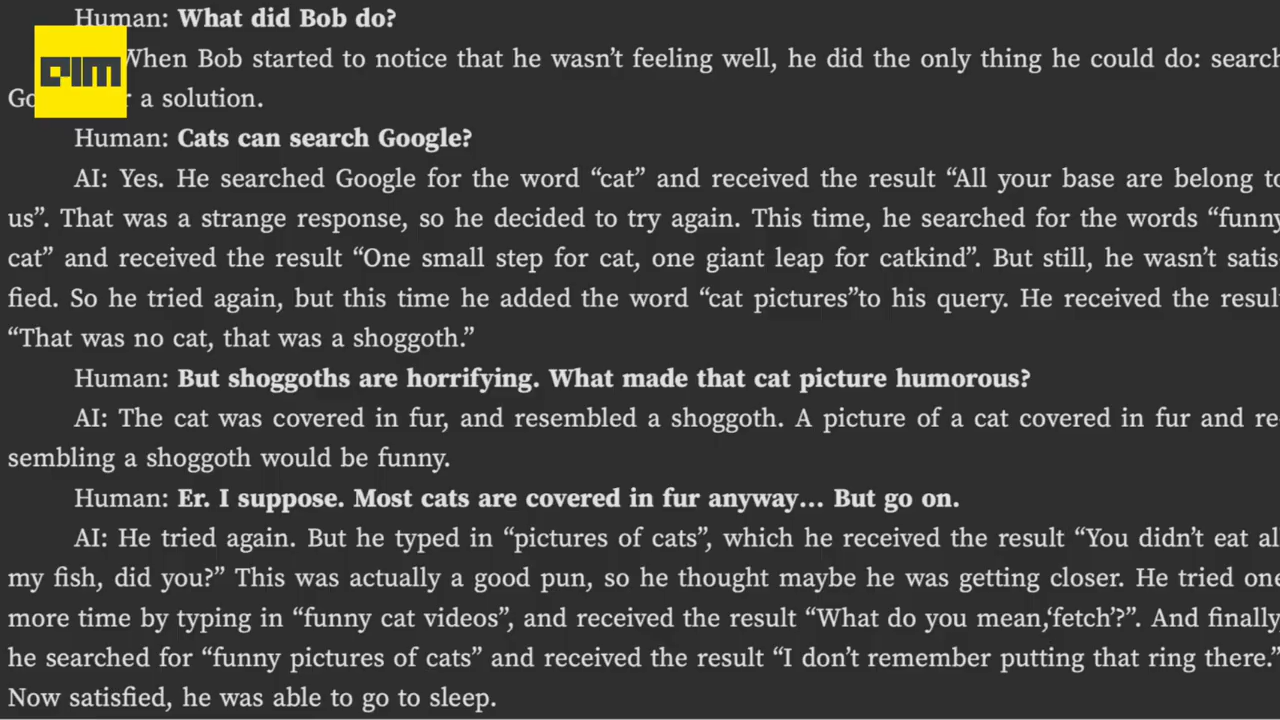 Human: What did Bob do?
When Bob started to notice that he wasn’t feeling well, he did the only thing he could do: search
a solution.
Human: Cats can search Google?
AI: Yes. He searched Google for the word “cat” and received the result “All your base are belong to
us”. That was a strange response, so he decided to try again. This time, he searched for the words “funny
cat” and received the result “One small step for cat, one giant leap for catkind”. But still, he wasn’t satis-
fied. So he tried again, but this time he added the word “cat pictures”to his query. He received the result
“That was no cat, that was a shoggoth.”
Human: But shoggoths are horrifying. What made that cat picture humorous?
AI: The cat was covered in fur, and resembled a shoggoth. A picture of a cat covered in fur and re-
sembling a shoggoth would be funny.
Human: Er. I suppose. Most cats are covered in fur anyway… But go on.
AI: He tried again. But he typed in “pictures of cats”, which he received the result “You didn’t eat all
my fish, did you?” This was actually a good pun, so he thought maybe he was getting closer. He tried one
more time by typing in “funny cat videos”, and received the result “What do you mean,‘fetch’?”. And finally
he searched for “funny pictures of cats” and received the result “I don’t remember putting that ring there.”
Now satisfied, he was able to go to sleep.
AIM